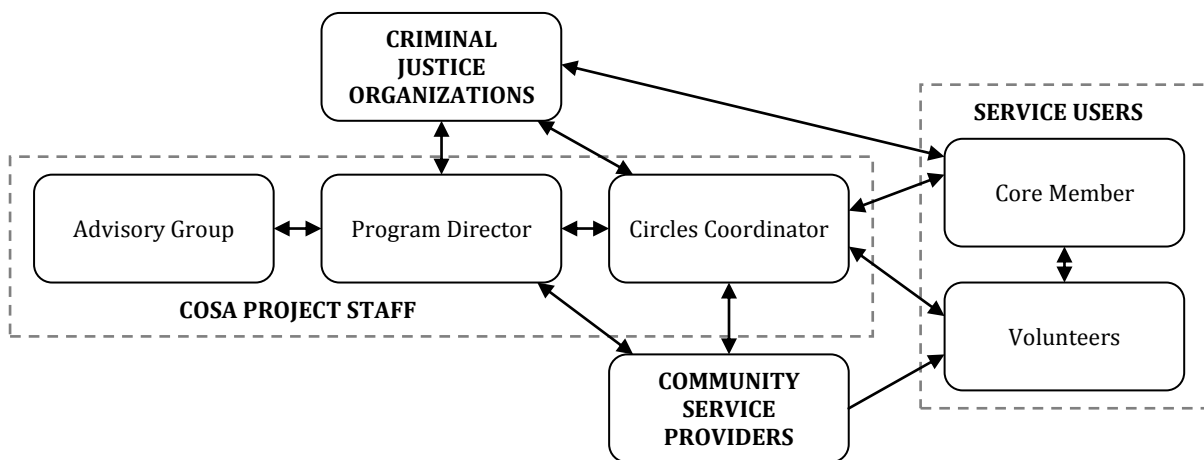 CRIMINAL
JUSTICE
ORGANIZATIONS
SERVICE USERS
Core Member
Advisory Group
Program Director
Circles Coordinator
COSA PROJECT STAFF
Volunteers
COMMUNITY
SERVICE
PROVIDERS